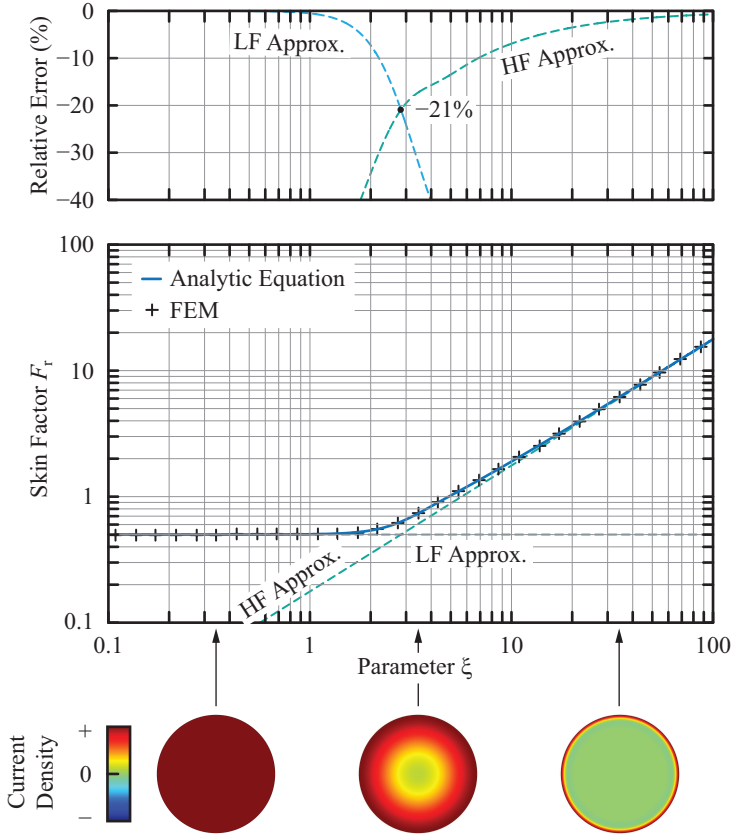 0
−10
−20
−30
−40
Relative Error (%)
LF Approx.
HF Approx.
−21%
100
10
1
0.1
Skin Factor Fr
Analytic Equation
FEM
HF Approx.
LF Approx.
0.1
1
10
100
Parameter ξ
Current
Density
+
0
−